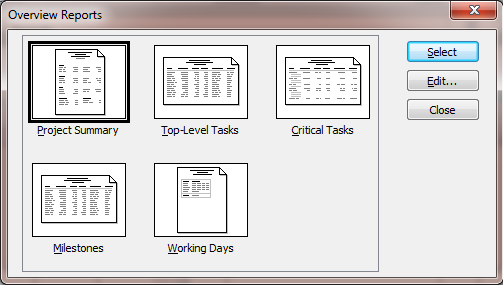 Overview Reports
Project Summary
Top-Level Tasks
Critical Tasks
Milestones
Working Days
Select
Edit...
Close